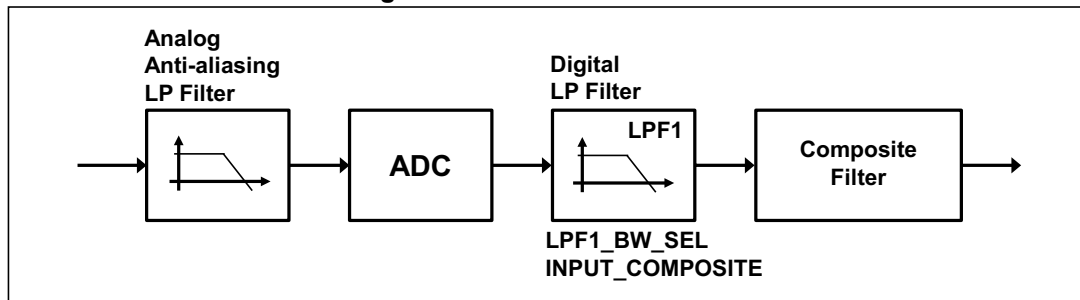 Analog
Anti-aliasing
LP Filter
ADC
Digital
LP Filter
LPF1
LPF1_BW_SEL
INPUT_COMPOSITE
Composite
Filter